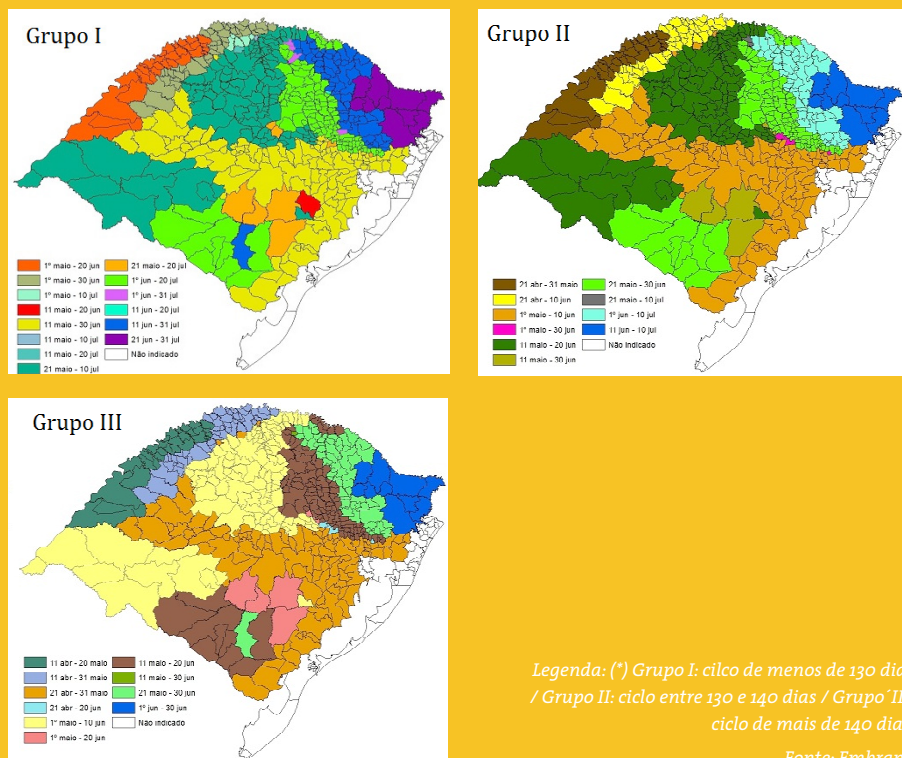 Grupo I
1º maio - 20 jun
1º maio - 30 jun
1º maio - 10 jul
11 maio - 20 jun
11 maio - 30 jun
11 maio - 10 jul
11 maio - 20 jul
21 maio - 10 jul
21 maio - 20 jul
1º jun - 20 jul
1º jun - 31 jul
11 jun - 20 jul
11 jun - 31 jul
21 jun - 31 jul
Não indicado
Grupo II
21 abr - 31 maio
21 abr - 10 jun
1º maio - 10 jun
1º maio - 30 jun
11 maio - 20 jun
11 maio - 30 jun
21 maio - 30 jun
21 maio - 10 jul
1º jun - 10 jul
11 jun - 10 jul
Não indicado
Grupo III
11 abr - 20 maio
11 abr - 31 maio
21 abr - 31 maio
21 abr - 20 jun
1º maio - 10 jun
1º maio - 20 jun
11 maio - 20 jun
11 maio - 30 jun
21 maio - 30 jun
1º jun - 30 jun
Não indicado
Legenda: (*) Grupo I: cilco de menos de 130 dia
/ Grupo II: ciclo entre 130 e 140 dias / Grupo´II
ciclo de mais de 140 dia
Fonte: Embrap